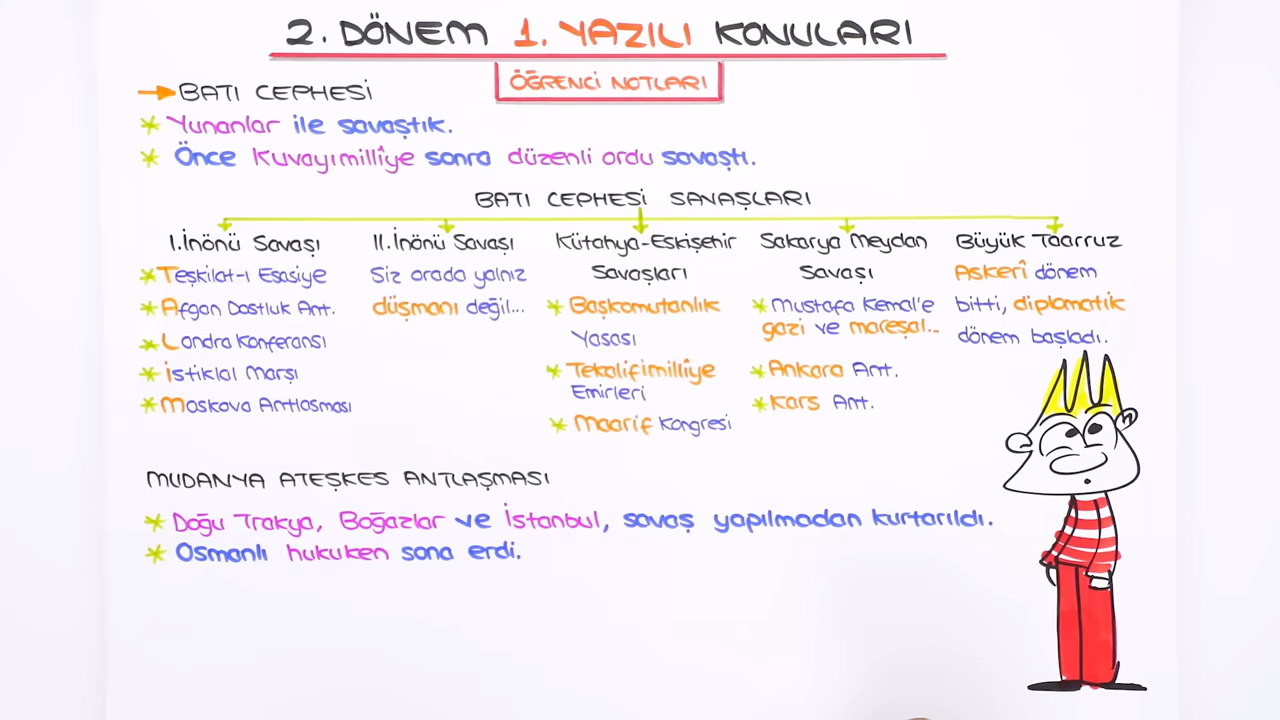 2. DÖNEM 1. YAZILI KONULARI
ÖĞRENCİ NOTLARI
BATI CEPHESİ
* Yunanlar ile savaştık.
* Önce Kuvayımillîye sonra düzenli ordu savaştı.
BATI CEPHESİ SAVAŞLARI
I.İnönü Savaşı
* Teşkilat-ı Esasiye
* Afgan Dostluk Ant.
* Londra Konferansı
* İstiklal Marşı
* Moskova Antlaşması
II.İnönü Savaşı
Siz orada yalnız
düşmanı değil...
Kütahya-Eskişehir
Savaşları
* Başkomutanlık
Yasası
* Tekalifimillîye
Emirleri
* Maarif Kongresi
Sakarya Meydan
Savaşı
* Mustafa Kemal'e
gazi ve mareşal...
* Ankara Ant.
* Kars Ant.
Büyük Taarruz
Askerî dönem
bitti, diplomatik
dönem başladı.
MUDANYA ATEŞKES ANTLAŞMASI
* Doğu Trakya, Boğazlar ve İstanbul, savaş yapılmadan kurtarıldı.
* Osmanlı hukuken sona erdi.